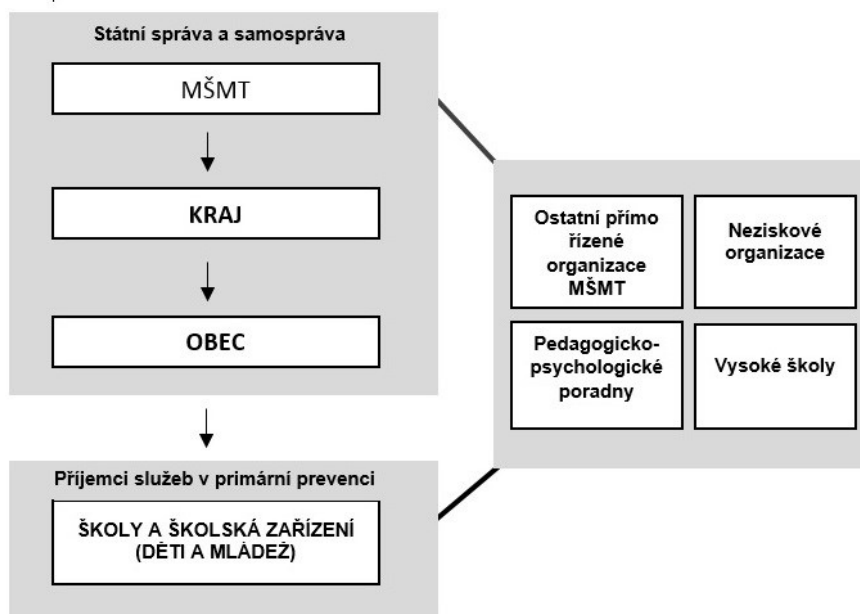 Státní správa a samospráva
MŠMT
KRAJ
OBEC
Příjemci služeb v primární prevenci
ŠKOLY A ŠKOLSKÁ ZAŘÍZENÍ
(DĚTI A MLÁDEŽ)
Ostatní přímo
řízené
organizace
MŠMT
Neziskové
organizace
Pedagogicko-
psychologické
poradny
Vysoké školy